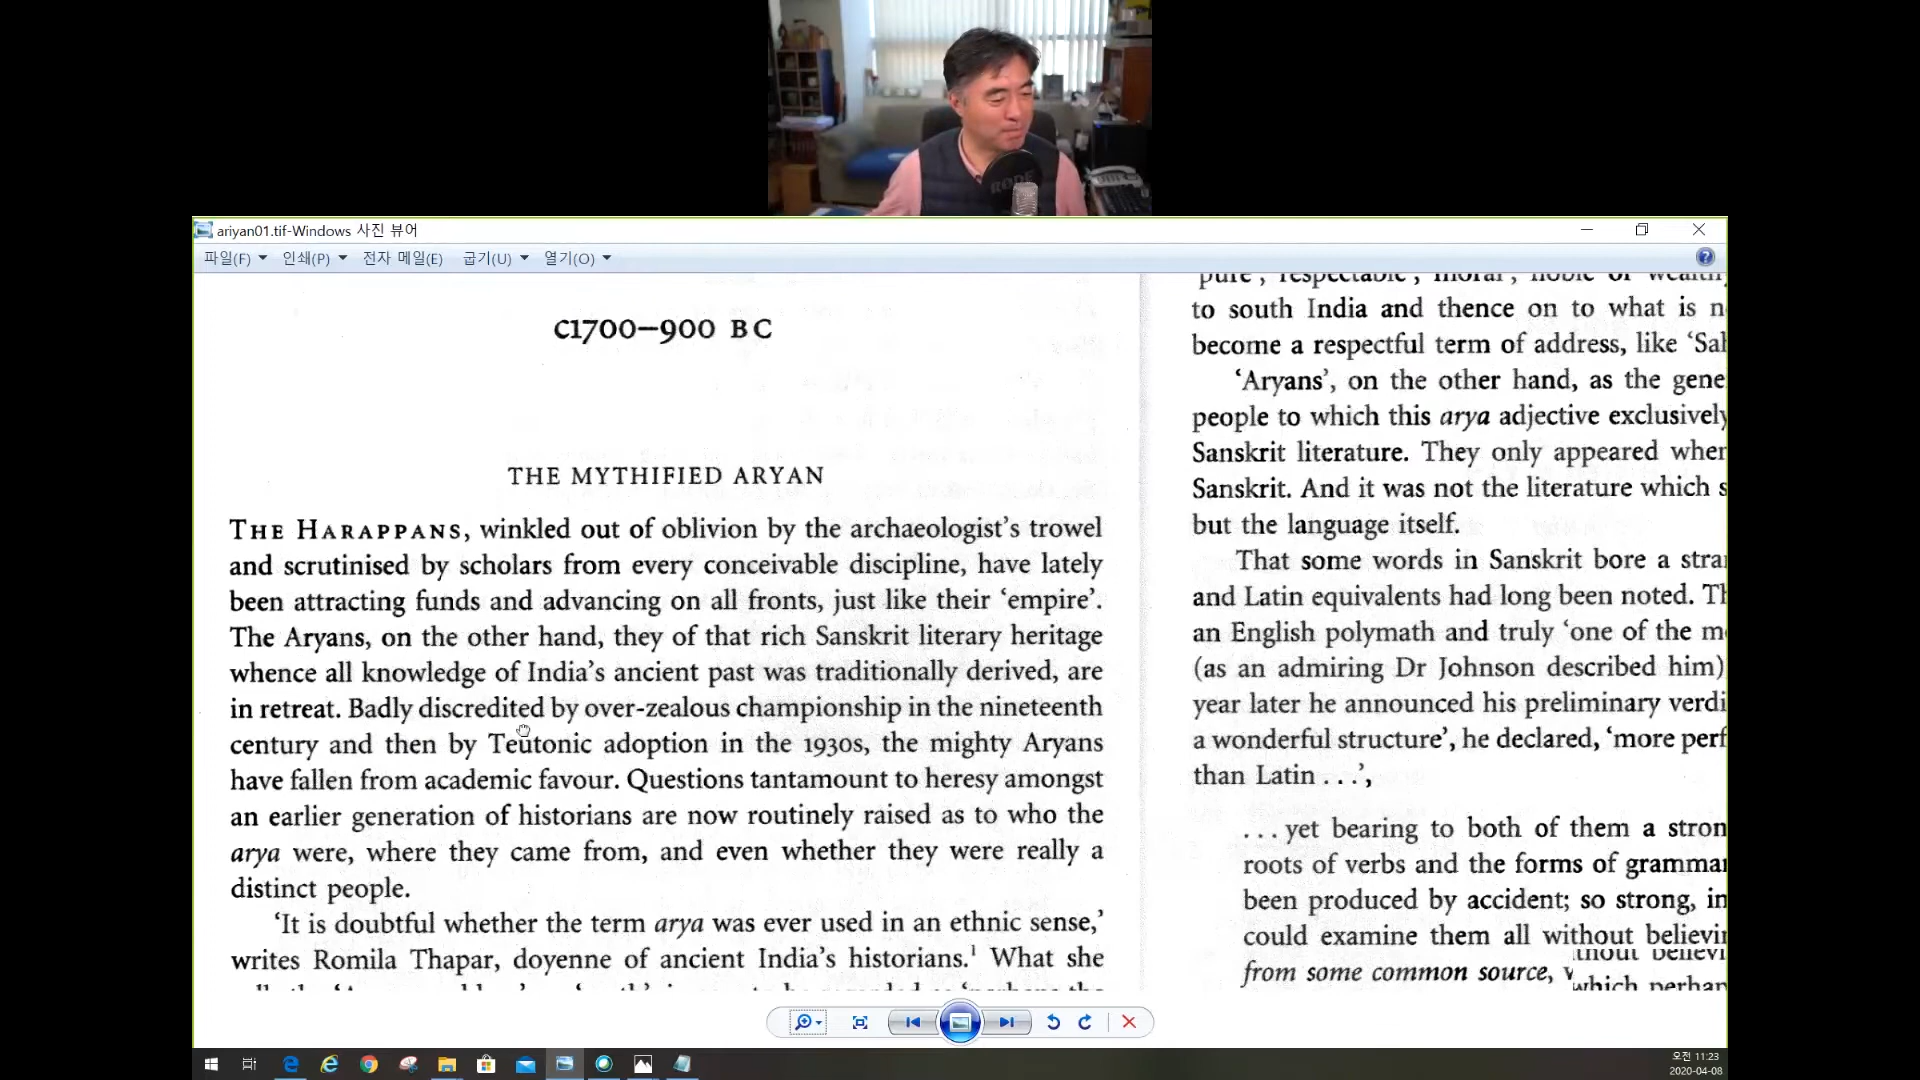 RODE
ariyan01.tif-Windows 사진 뷰어
파일(F) 인쇄(P) 전자 메일(E) 굽기(U) 열기(O)
c1700–900 BC
THE MYTHIFIED ARYAN
THE HARAPPANS, winkled out of oblivion by the archaeologist's trowel
and scrutinised by scholars from every conceivable discipline, have lately
been attracting funds and advancing on all fronts, just like their 'empire'.
The Aryans, on the other hand, they of that rich Sanskrit literary heritage
whence all knowledge of India's ancient past was traditionally derived, are
in retreat. Badly discredited by over-zealous championship in the nineteenth
century and then by Teutonic adoption in the 1930s, the mighty Aryans
have fallen from academic favour. Questions tantamount to heresy amongst
an earlier generation of historians are now routinely raised as to who the
arya were, where they came from, and even whether they were really a
distinct people.
'It is doubtful whether the term arya was ever used in an ethnic sense,'
writes Romila Thapar, doyenne of ancient India's historians.1 What she
pure', 'respectable', 'moral', 'noble' or
to south India and thence on to what is
become a respectful term of address, like
'Aryans', on the other hand, as the
people to which this arya adjective
Sanskrit literature. They only appeared
Sanskrit. And it was not the literature which
but the language itself.
That some words in Sanskrit bore a
and Latin equivalents had long been noted.
an English polymath and truly 'one of the
(as an admiring Dr Johnson described him)
year later he announced his preliminary
a wonderful structure', he declared, 'more
than Latin . . .',
. . . yet bearing to both of them a
roots of verbs and the forms of
been produced by accident; so strong,
could examine them all without
from some common source,
which
오전 11:23
2020-04-08